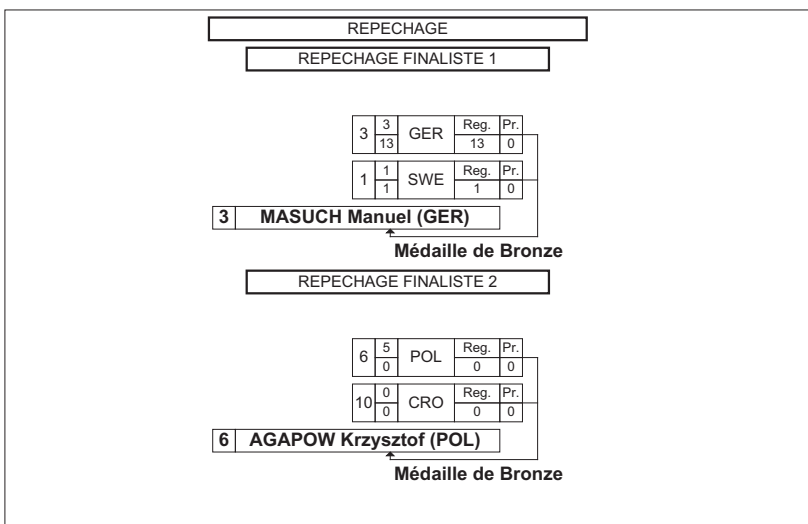 REPECHAGE
REPECHAGE FINALISTE 1
3 3 GER Reg. Pr.
13 13 0
1 1 SWE Reg. Pr.
1 1 0
3 MASUCH Manuel (GER)
Médaille de Bronze
REPECHAGE FINALISTE 2
6 5 POL Reg. Pr.
0 0 0
10 0 CRO Reg. Pr.
0 0 0
6 AGAPOW Krzysztof (POL)
Médaille de Bronze